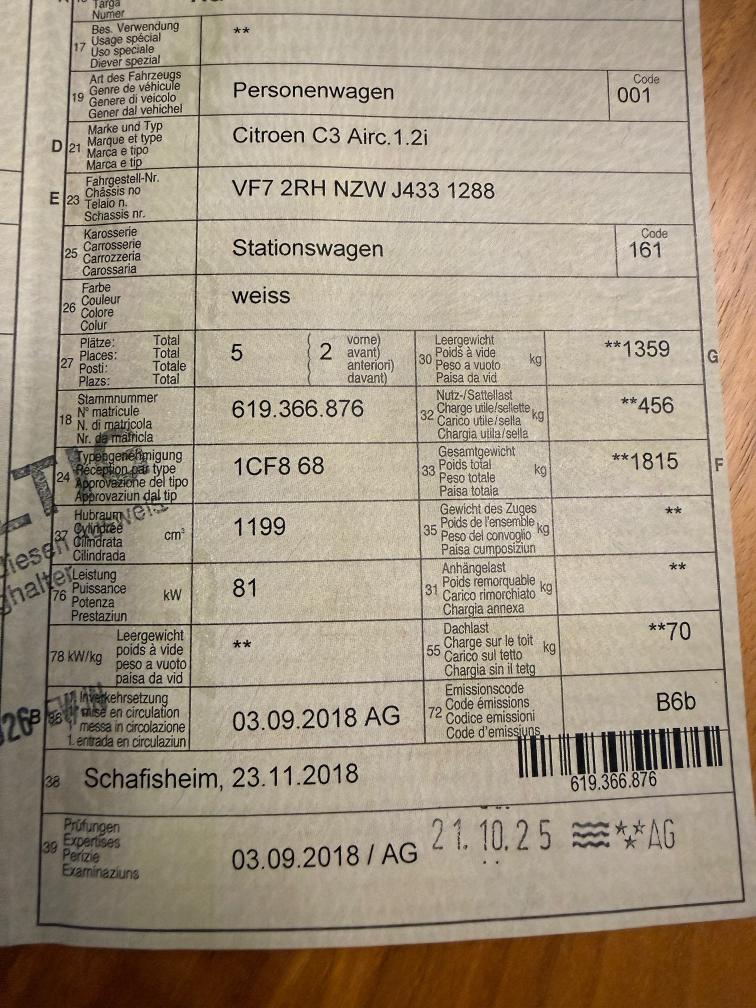 Targa
Numer
17 Bes. Verwendung
Usage spécial
Uso speciale
Diever spezial
**
19 Art des Fahrzeugs
Genre de véhicule
Genere di veicolo
Gener dal vehichel
Personenwagen
Code
001
D 21 Marke und Typ
Marque et type
Marca e tipo
Marca e tip
Citroen C3 Airc.1.2i
E 23 Fahrgestell-Nr.
Châssis no
Telaio n.
Schassis nr.
VF7 2RH NZW J433 1288
25 Karosserie
Carrosserie
Carrozzeria
Carossaria
Stationswagen
Code
161
26 Farbe
Couleur
Colore
Colur
weiss
27 Plätze: Total
Places: Total
Posti: Totale
Plazs: Total
5
2
vorne)
avant)
anteriori)
davant)
30 Leergewicht
Poids à vide
Peso a vuoto
Paisa da vid
kg
**1359
G
18 Stammnummer
N° matricule
N. di matricola
Nr. da matricla
619.366.876
32 Nutz-/Sattellast
Charge utile/sellette
Carico utile/sella
Chargia utila/sella
kg
**456
24 Typengenehmigung
Réception par type
Approvazione del tipo
Approvaziun dal tip
1CF8 68
33 Gesamtgewicht
Poids total
Peso totale
Paisa totala
kg
**1815
F
37 Hubraum
Cylindrée
Cilindrata
Cilindrada
cm³
1199
35 Gewicht des Zuges
Poids de l'ensemble
Peso del convoglio
Paisa cumposiziun
kg
**
76 Leistung
Puissance
Potenza
Prestaziun
kW
81
31 Anhängelast
Poids remorquable
Carico rimorchiato
Chargia annexa
kg
**
78 kW/kg
Leergewicht
poids à vide
peso a vuoto
paisa da vid
**
55 Dachlast
Charge sur le toit
Carico sul tetto
Chargia sin il tetg
kg
**70
B 36 1. Inverkehrsetzung
1re mise en circulation
1a messa in circolazione
1. entrada en circulaziun
03.09.2018 AG
72 Emissionscode
Code émissions
Codice emissioni
Code d'emissiuns
B6b
619.366.876
38 Schafisheim, 23.11.2018
39 Prüfungen
Expertises
Perizie
Examinaziuns
03.09.2018 / AG
21.10.25
AG